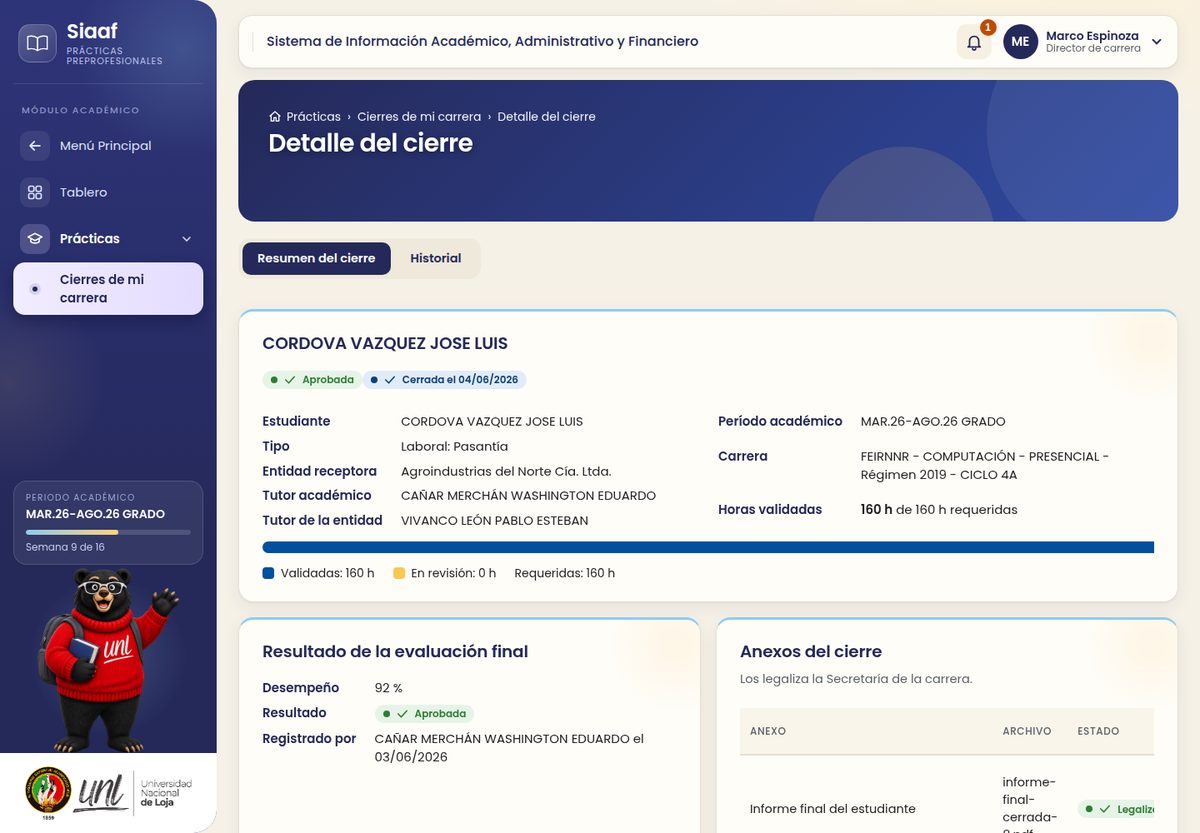 Siaaf
PRÁCTICAS
PREPROFESIONALES
MÓDULO ACADÉMICO
Menú Principal
Tablero
Prácticas
Cierres de mi
carrera
PERIODO ACADÉMICO
MAR.26-AGO.26 GRADO
Semana 9 de 16
unl
1859
unl
Universidad
Nacional
de Loja
Sistema de Información Académico, Administrativo y Financiero
1
ME
Marco Espinoza
Director de carrera
Prácticas › Cierres de mi carrera › Detalle del cierre
Detalle del cierre
Resumen del cierre
Historial
CORDOVA VAZQUEZ JOSE LUIS
Aprobada
Cerrada el 04/06/2026
Estudiante CORDOVA VAZQUEZ JOSE LUIS
Tipo Laboral: Pasantía
Entidad receptora Agroindustrias del Norte Cía. Ltda.
Tutor académico CAÑAR MERCHÁN WASHINGTON EDUARDO
Tutor de la entidad VIVANCO LEÓN PABLO ESTEBAN
Período académico MAR.26-AGO.26 GRADO
Carrera FEIRNNR - COMPUTACIÓN - PRESENCIAL -
Régimen 2019 - CICLO 4A
Horas validadas 160 h de 160 h requeridas
Validadas: 160 h En revisión: 0 h Requeridas: 160 h
Resultado de la evaluación final
Desempeño 92 %
Resultado Aprobada
Registrado por CAÑAR MERCHÁN WASHINGTON EDUARDO el
03/06/2026
Anexos del cierre
Los legaliza la Secretaría de la carrera.
ANEXO ARCHIVO ESTADO
Informe final del estudiante
informe-
final-
cerrada-